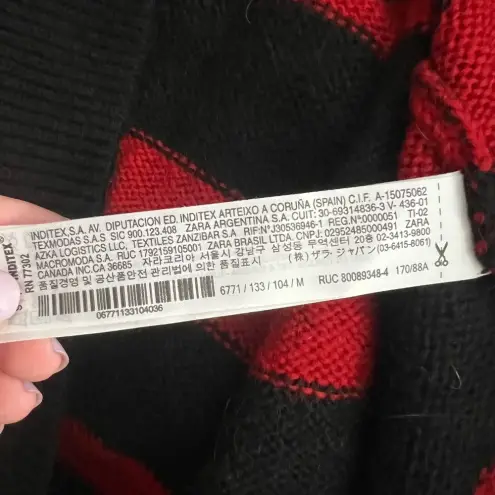 INDITEX®
RN 77302
INDITEX.S.A. AV. DIPUTACION ED. INDITEX ARTEIXO A CORUÑA (SPAIN) C.I.F. A-15075062
TEXMODAS S.A.S SIC 900.123.408 ZARA ARGENTINA S.A. CUIT: 30-69314836-3 V- 436-01
AZKA LOGISTICS LLC, TEXTILES ZANZIBAR S.A. RIF:NºJ30536946-1 REG.Nº:0000051 TI-02
MACROMODA S.A. RUC 1792159105001 ZARA BRASIL LTDA. CNPJ.: 02952485000491 ZARA
CANADA INC.CA 36685 자라코리아 서울시 강남구 삼성동 무역센터 20층 02-3413-9800
품질경영 및 공산품안전 관리법에 의한 품질표시 (株) ザラ ジャパン (03-6415-8061)
6771 / 133 / 104 / M RUC 80089348-4 170/88A
06771133104036